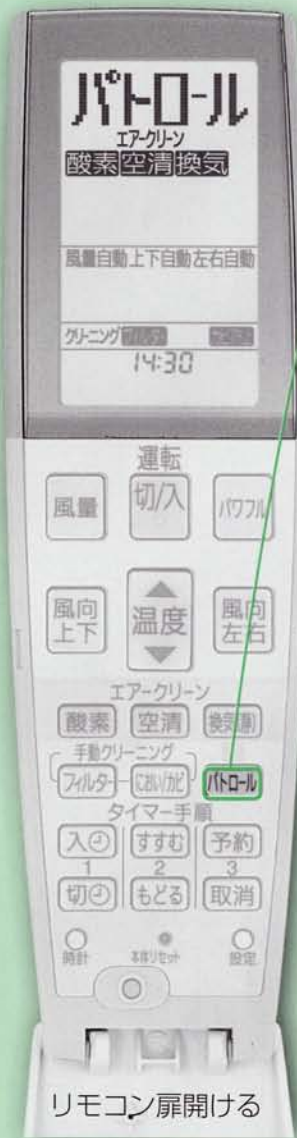 パトロール
エアークリーン
酸素 空清 換気
風量自動上下自動左右自動
クリーニング フィルター
14:30
運転
風量 切/入 パワフル
風向上下 温度 風向左右
エアークリーン
酸素 空清 換気(単)
手動クリーニング
フィルター におい/カビ パトロール
タイマー手順
入 すすむ 予約
1 2 3
切 もどる 取消
時計 本体リセット 設定
リモコン扉開ける